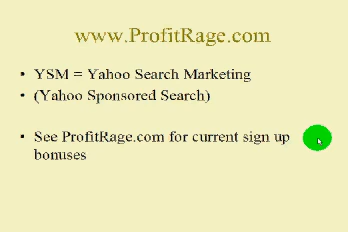 www.ProfitRage.com
• YSM = Yahoo Search Marketing
• (Yahoo Sponsored Search)
• See ProfitRage.com for current sign up
bonuses